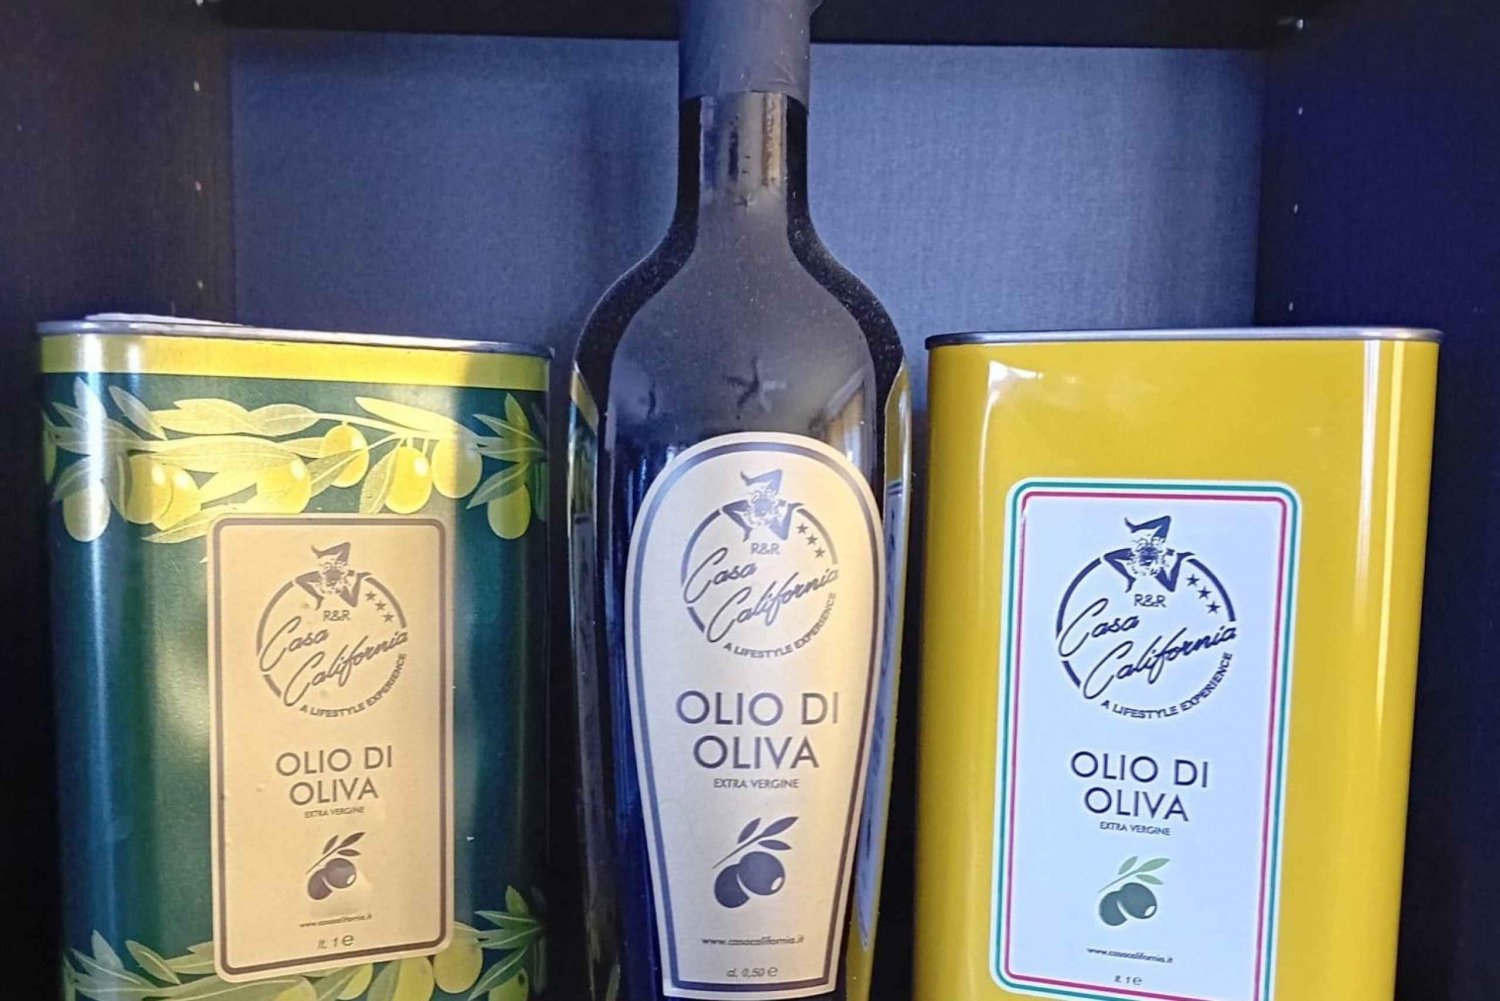 R&R
Casa
California
A LIFESTYLE EXPERIENCE
OLIO DI
OLIVA
EXTRA VERGINE
www.casacalifornia.it
lt. 1 e
R&R
Casa
California
A LIFESTYLE EXPERIENCE
OLIO DI
OLIVA
EXTRA VERGINE
www.casacalifornia.it
cl. 0,50 e
R&R
Casa
California
A LIFESTYLE EXPERIENCE
OLIO DI
OLIVA
EXTRA VERGINE
www.casacalifornia.it
lt. 1 e